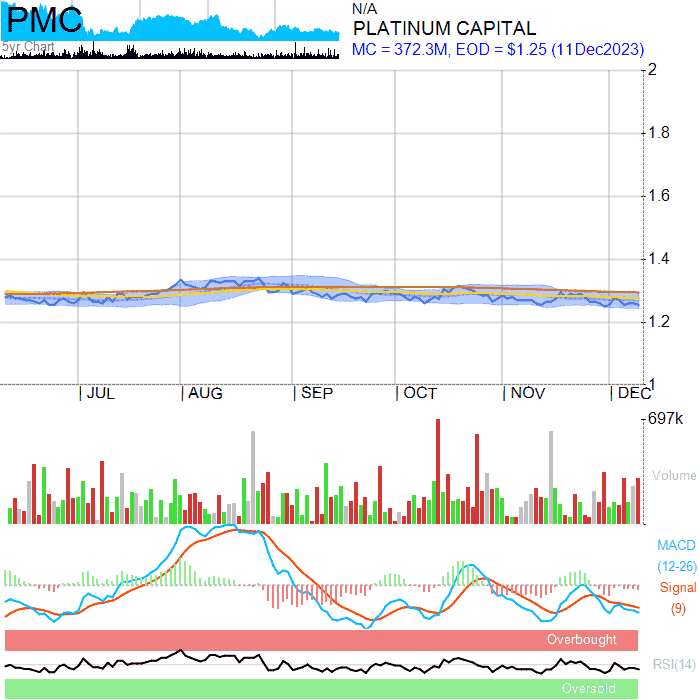 PMC
5yr Chart
N/A
PLATINUM CAPITAL
MC = 372.3M, EOD = $1.25 (11Dec2023)
2
1.8
1.6
1.4
1.2
1
| JUL | AUG | SEP | OCT | NOV | DEC
697k
Volume
MACD
(12-26)
Signal
(9)
Overbought
RSI(14)
Oversold